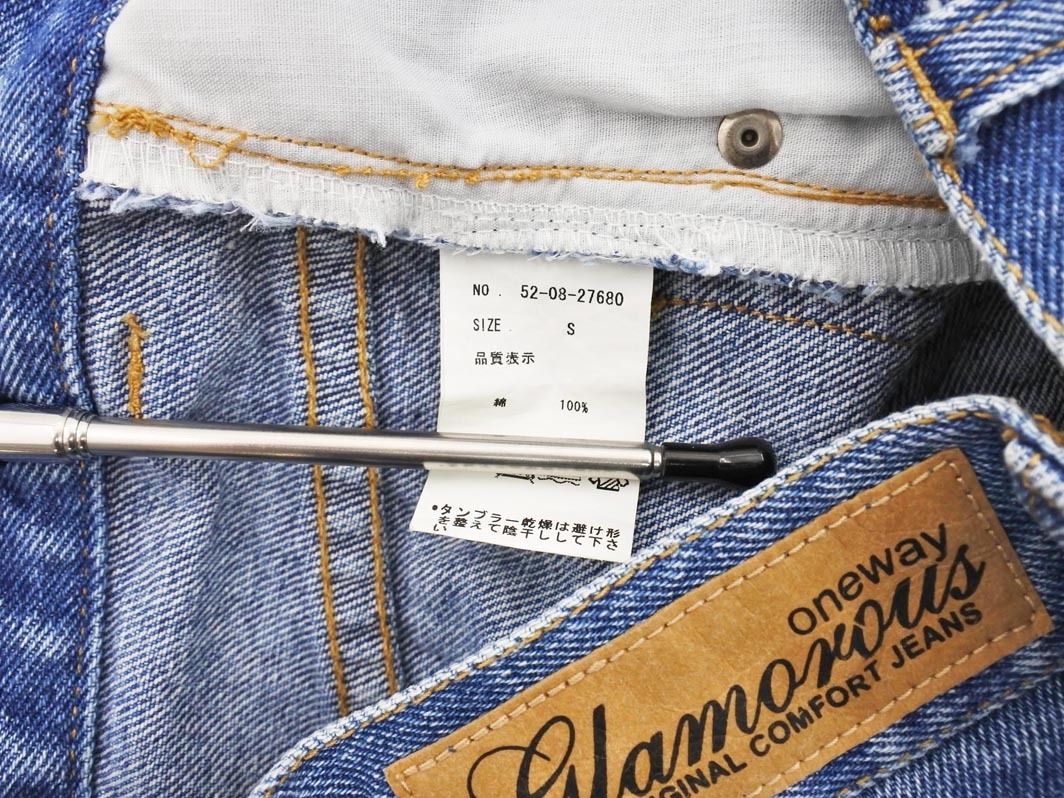 NO. 52-08-27680
SIZE. S
品質表示
綿 100%
•タンブラー乾燥は避け形
を整えて陰干しして下さ
い
oneway
Glamorous
ORIGINAL COMFORT JEANS